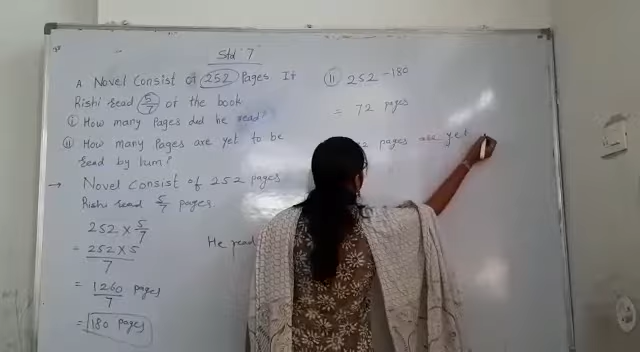 Std 7
A Novel Consist of 252 Pages If
Rishi read 5/7 of the book
(i) How many Pages did he read?
(ii) How many Pages are yet to be
read by him?
→ Novel Consist of 252 pages
Rishi read 5/7 pages
252 × 5/7
= 252 × 5 / 7
= 1260 / 7 pages
= 180 pages
He read
(ii) 252 - 180
= 72 pages
pages are yet